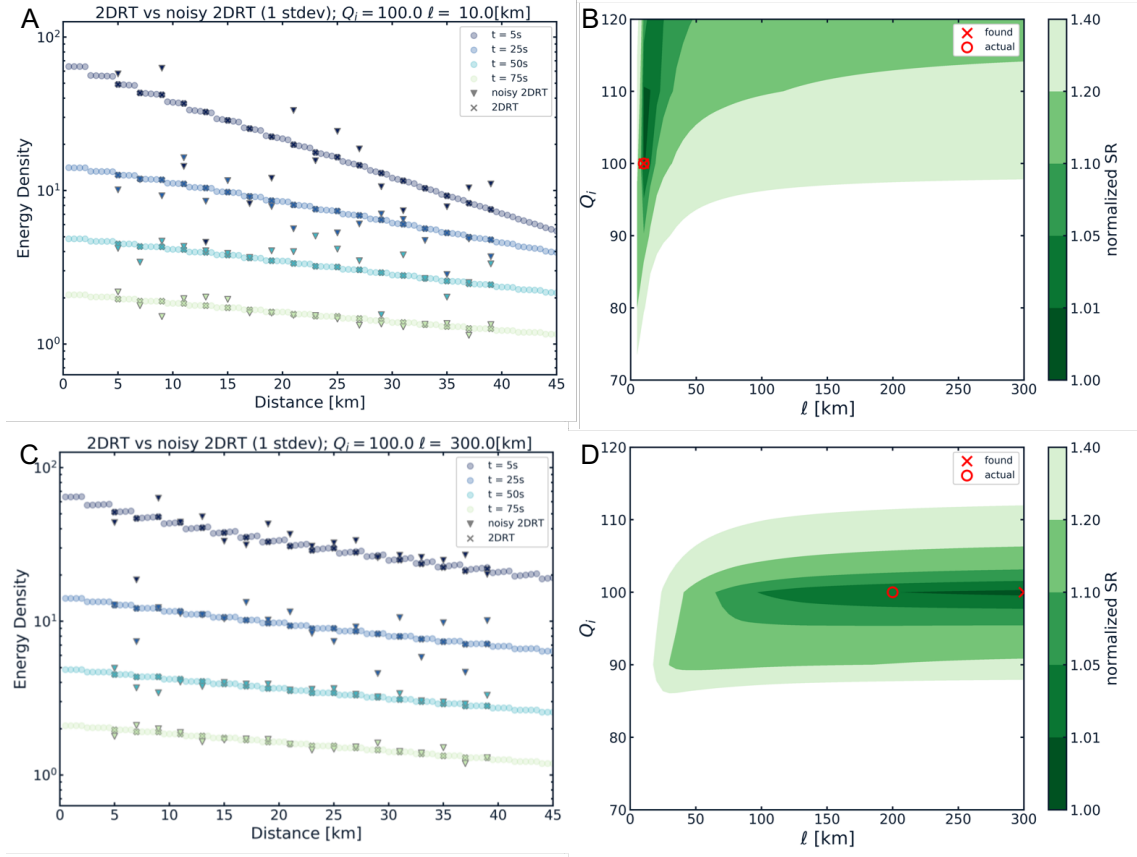 A
2DRT vs noisy 2DRT (1 stdev); Qᵢ = 100.0 ℓ = 10.0[km]
10²
10¹
10⁰
Energy Density
t = 5s
t = 25s
t = 50s
t = 75s
noisy 2DRT
2DRT
0 5 10 15 20 25 30 35 40 45
Distance [km]
B
120
110
100
90
80
70
Qᵢ
found
actual
0 50 100 150 200 250 300
ℓ [km]
1.40
1.20
1.10
1.05
1.01
1.00
normalized SR
C
2DRT vs noisy 2DRT (1 stdev); Qᵢ = 100.0 ℓ = 300.0[km]
10²
10¹
10⁰
Energy Density
t = 5s
t = 25s
t = 50s
t = 75s
noisy 2DRT
2DRT
0 5 10 15 20 25 30 35 40 45
Distance [km]
D
120
110
100
90
80
70
Qᵢ
found
actual
0 50 100 150 200 250 300
ℓ [km]
1.40
1.20
1.10
1.05
1.01
1.00
normalized SR